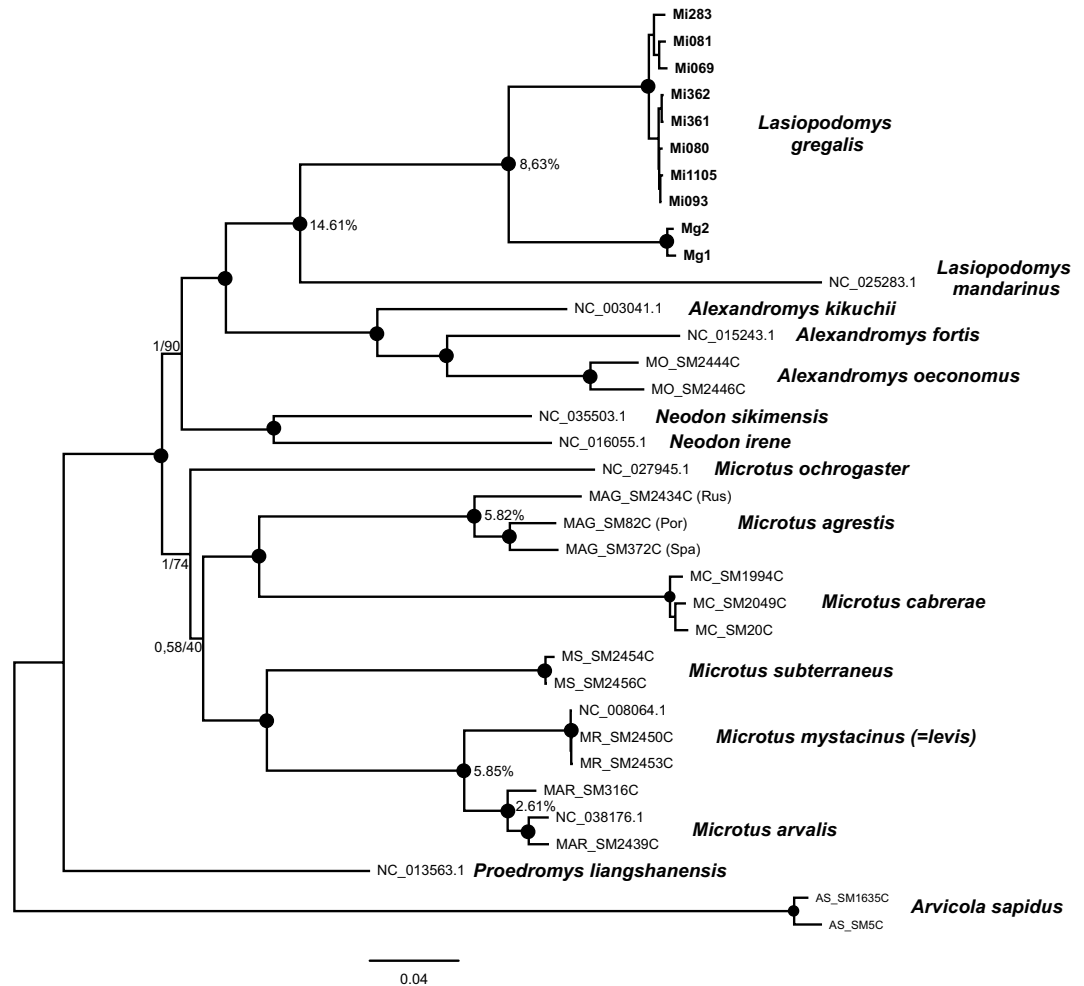 Mi283
Mi081
Mi069
Mi362
Mi361
Mi080
Mi1105
Mi093
Lasiopodomys
gregalis
8,63%
Mg2
Mg1
14.61%
NC_025283.1
Lasiopodomys
mandarinus
NC_003041.1 Alexandromys kikuchii
NC_015243.1 Alexandromys fortis
1/90
MO_SM2444C
MO_SM2446C
Alexandromys oeconomus
NC_035503.1 Neodon sikimensis
NC_016055.1 Neodon irene
NC_027945.1 Microtus ochrogaster
MAG_SM2434C (Rus)
5.82%
MAG_SM82C (Por)
MAG_SM372C (Spa)
Microtus agrestis
1/74
MC_SM1994C
MC_SM2049C
MC_SM20C
Microtus cabrerae
0,58/40
MS_SM2454C
MS_SM2456C
Microtus subterraneus
NC_008064.1
MR_SM2450C
MR_SM2453C
Microtus mystacinus (=levis)
5.85%
MAR_SM316C
2.61%
NC_038176.1
MAR_SM2439C
Microtus arvalis
NC_013563.1 Proedromys liangshanensis
AS_SM1635C
AS_SM5C
Arvicola sapidus
0.04